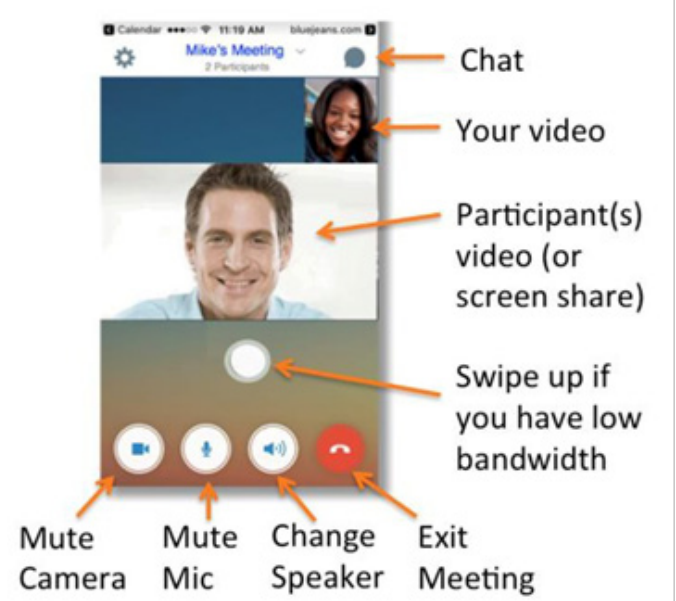 Calendar 11:19 AM bluejeans.com
Mike's Meeting
2 Participants
Chat
Your video
Participant(s)
video (or
screen share)
Swipe up if
you have low
bandwidth
Mute
Camera
Mute
Mic
Change
Speaker
Exit
Meeting